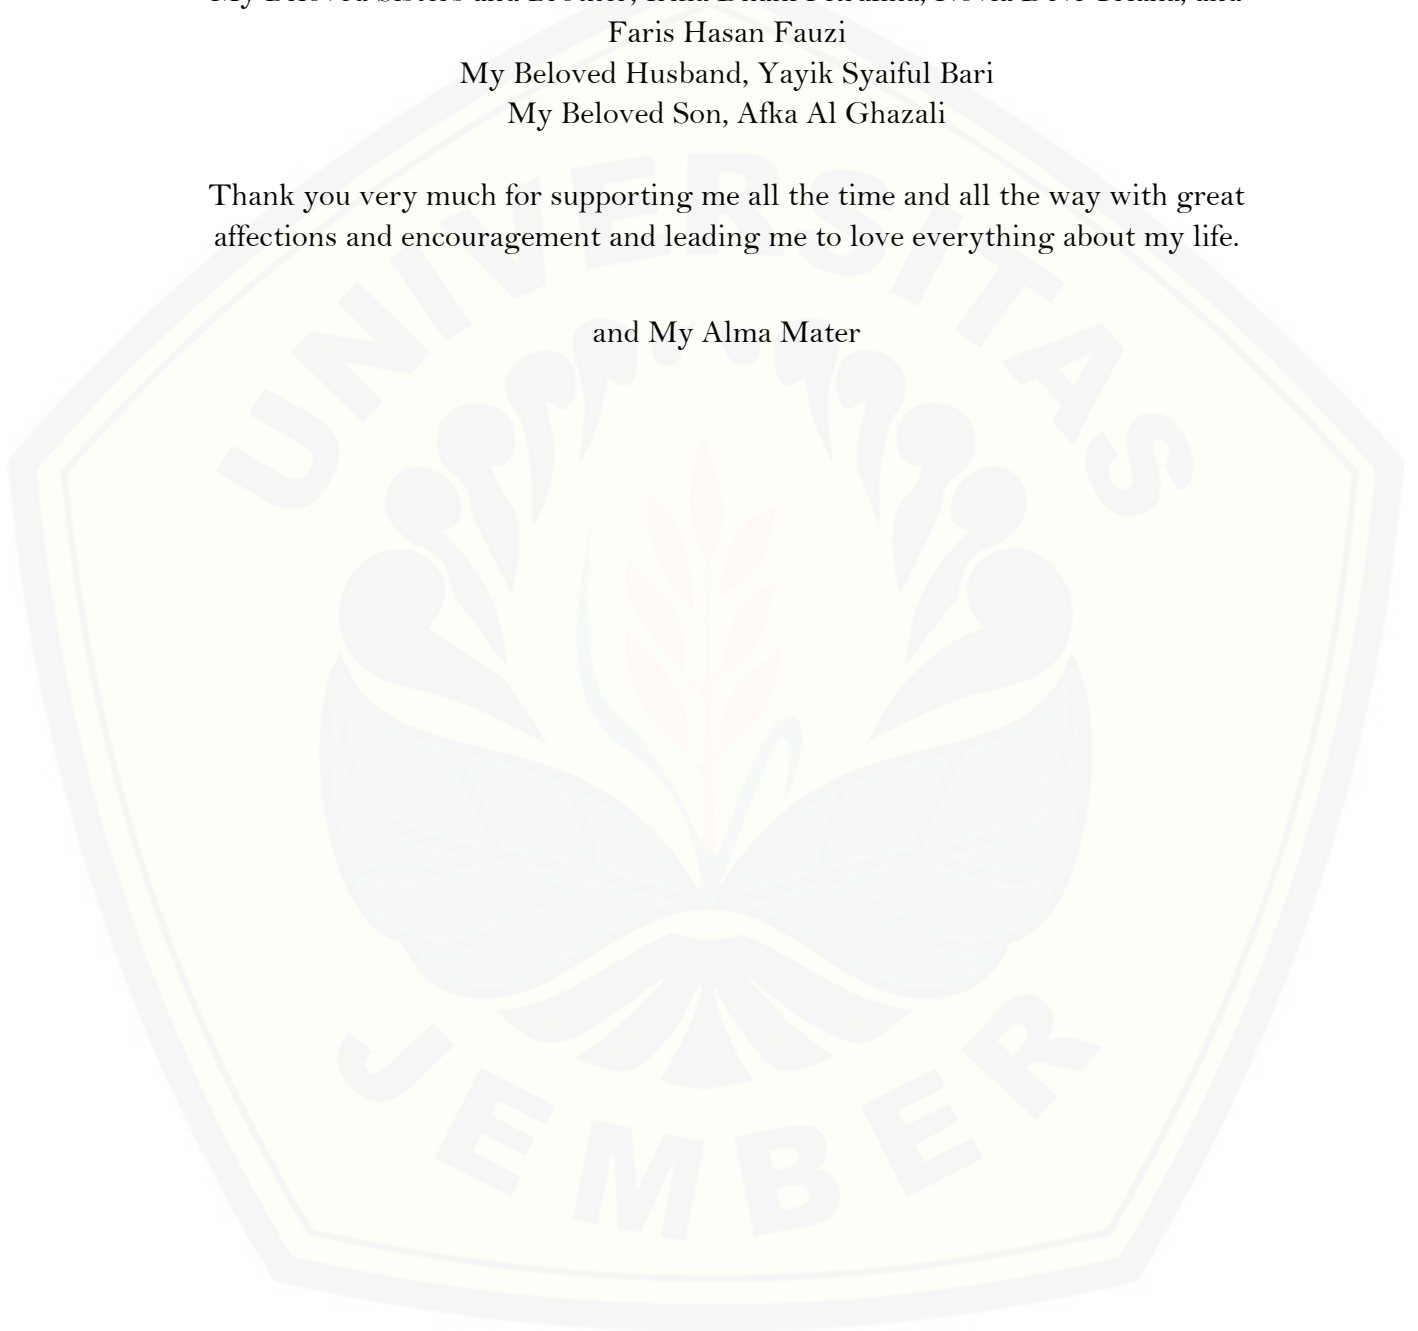 Faris Hasan Fauzi
My Beloved Husband, Yayik Syaiful Bari
My Beloved Son, Afka Al Ghazali
Thank you very much for supporting me all the time and all the way with great
affections and encouragement and leading me to love everything about my life.
and My Alma Mater
UNIVERSITAS
JEMBER